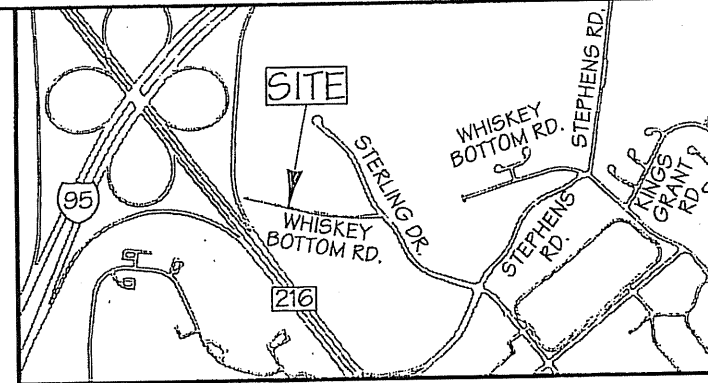 SITE
STEPHENS RD.
WHISKEY
BOTTOM RD.
STERLING DR.
KINGS
GRANT
RD
95
WHISKEY
BOTTOM RD.
STEPHENS
RD.
216